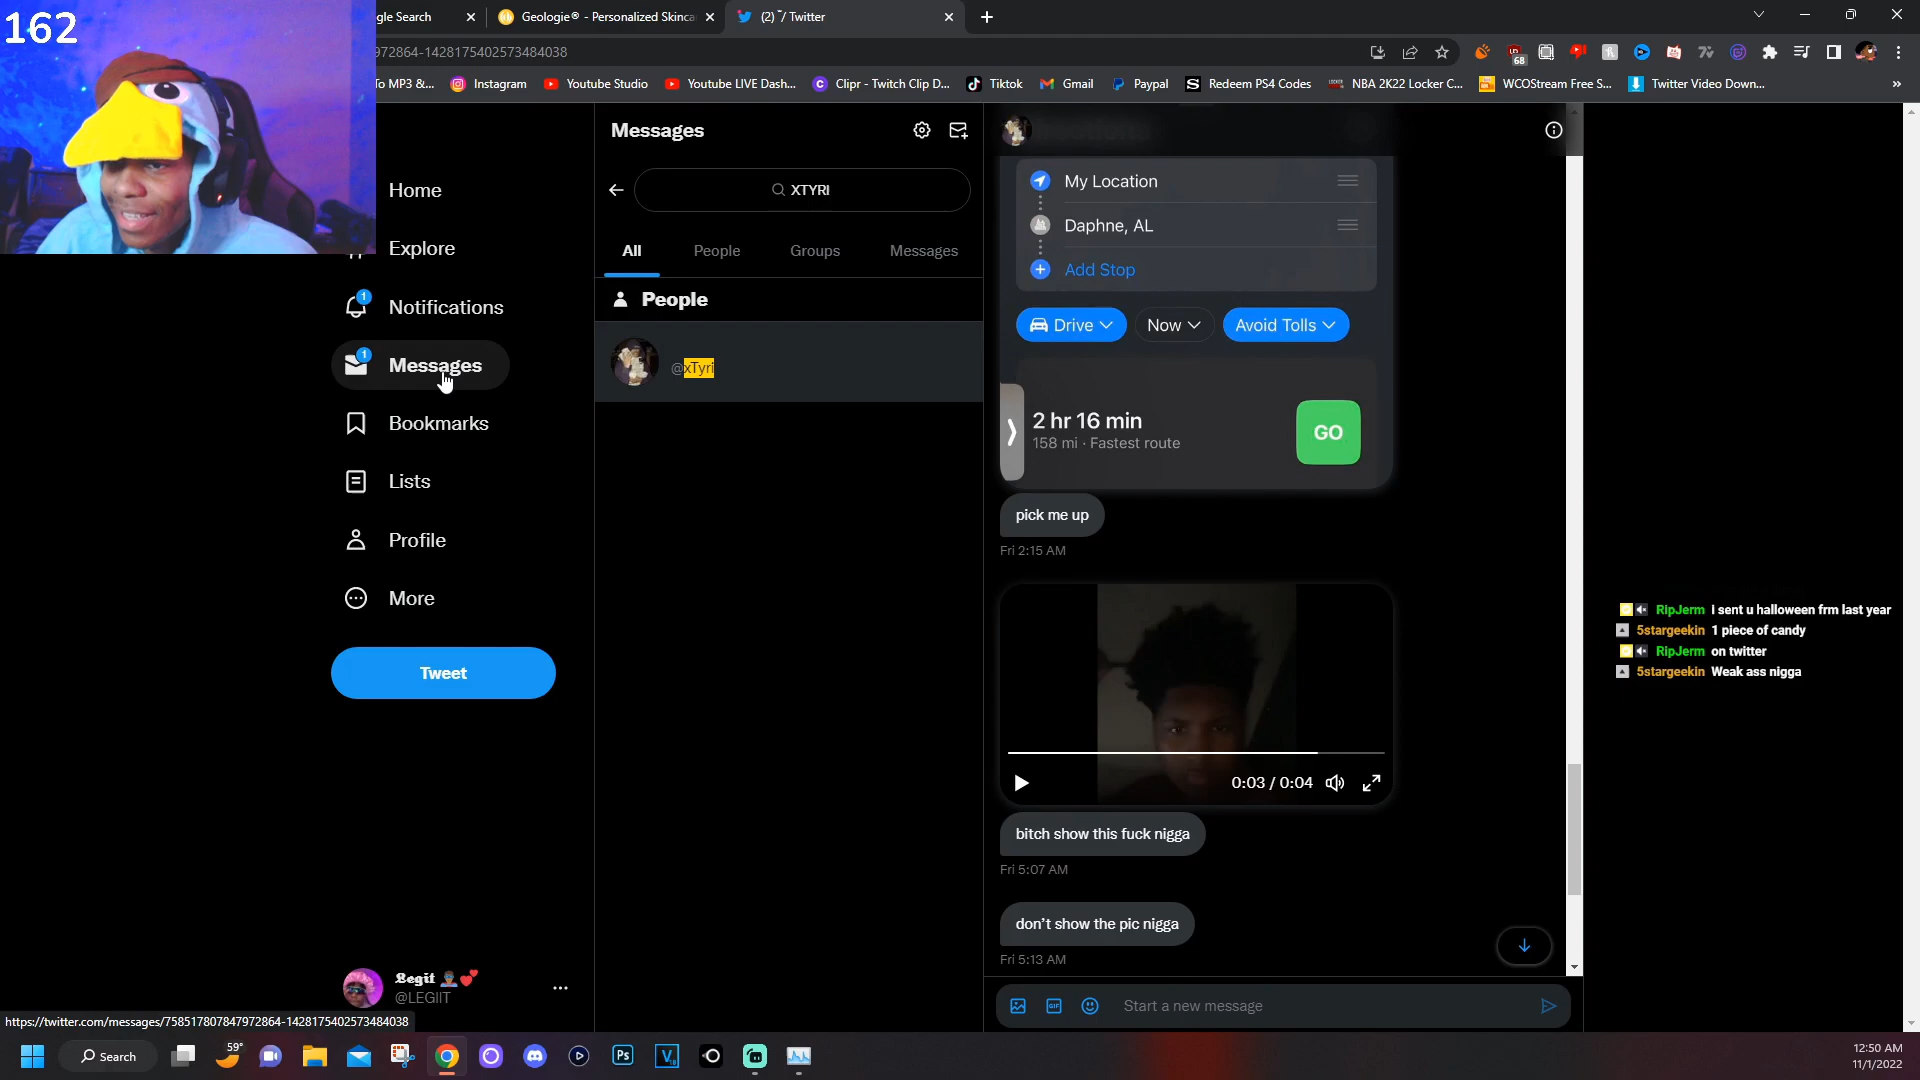 162
gle Search
Geologie® - Personalized Skinca
(2) / Twitter
972864-1428175402573484038
To MP3 &...
Instagram
Youtube Studio
Youtube LIVE Dash...
Clipr - Twitch Clip D...
Tiktok
Gmail
Paypal
Redeem PS4 Codes
NBA 2K22 Locker C...
WCOStream Free S...
Twitter Video Down...
»
68
Home
Explore
1
Notifications
1
Messages
Bookmarks
Lists
Profile
More
Tweet
Legit
@LEGIIT
https://twitter.com/messages/758517807847972864-1428175402573484038
Messages
XTYRI
All
People
Groups
Messages
People
@xTyri
My Location
Daphne, AL
Add Stop
Drive
Now
Avoid Tolls
2 hr 16 min
158 mi · Fastest route
GO
pick me up
Fri 2:15 AM
0:03 / 0:04
bitch show this fuck nigga
Fri 5:07 AM
don't show the pic nigga
Fri 5:13 AM
GIF
Start a new message
RipJerm i sent u halloween frm last year
5stargeekin 1 piece of candy
RipJerm on twitter
5stargeekin Weak ass nigga
59°
Search
Ps
V
12:50 AM
11/1/2022